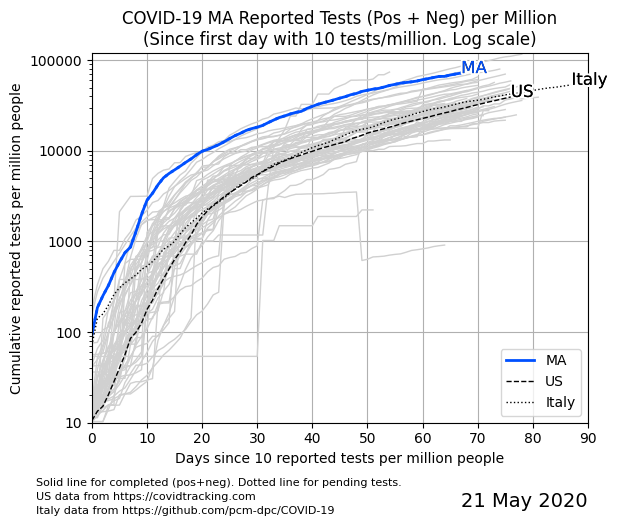 COVID-19 MA Reported Tests (Pos + Neg) per Million
(Since first day with 10 tests/million. Log scale)
Cumulative reported tests per million people
100000
10000
1000
100
10
MA
Italy
US
MA
US
Italy
0 10 20 30 40 50 60 70 80 90
Days since 10 reported tests per million people
Solid line for completed (pos+neg). Dotted line for pending tests.
US data from https://covidtracking.com
Italy data from https://github.com/pcm-dpc/COVID-19
21 May 2020